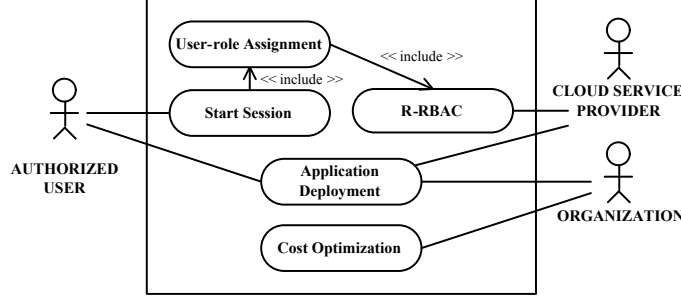 User-role Assignment
<< include >>
<< include >>
CLOUD SERVICE
PROVIDER
Start Session
R-RBAC
AUTHORIZED
USER
Application
Deployment
ORGANIZATION
Cost Optimization